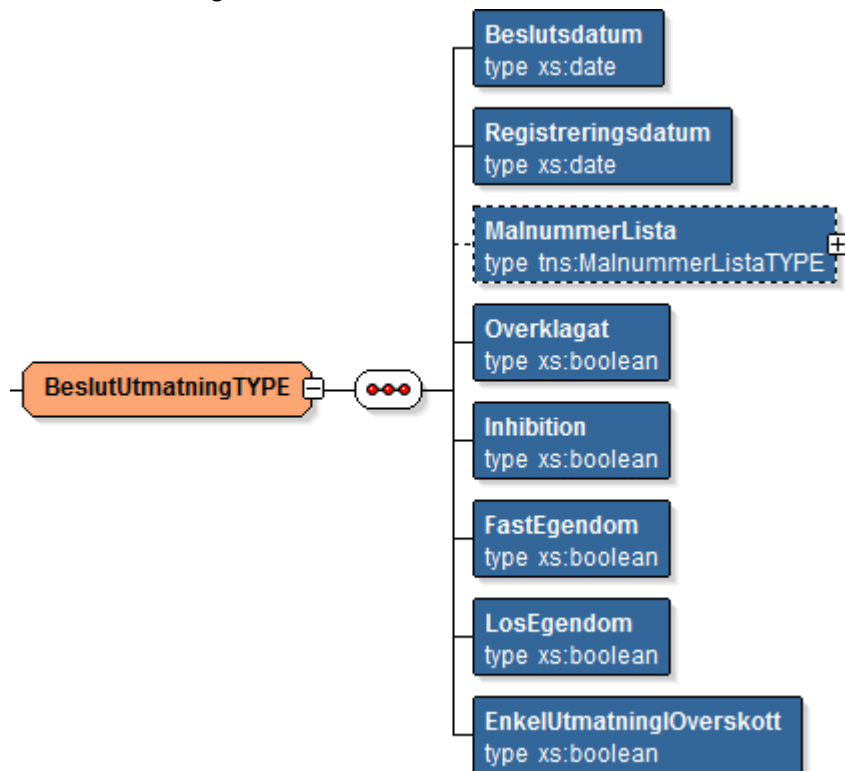 Beslutsdatum
type xs:date
Registreringsdatum
type xs:date
MalnummerLista
type tns:MalnummerListaTYPE
Overklagat
type xs:boolean
BeslutUtmatningTYPE
Inhibition
type xs:boolean
FastEgendom
type xs:boolean
LosEgendom
type xs:boolean
EnkelUtmatningIOverskott
type xs:boolean